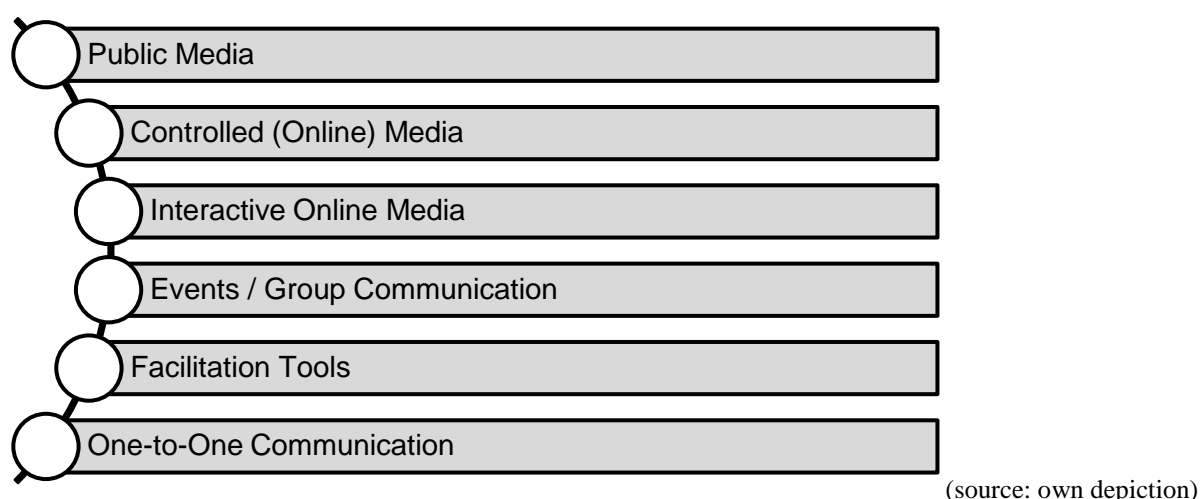 Public Media
Controlled (Online) Media
Interactive Online Media
Events / Group Communication
Facilitation Tools
One-to-One Communication
(source: own depiction)